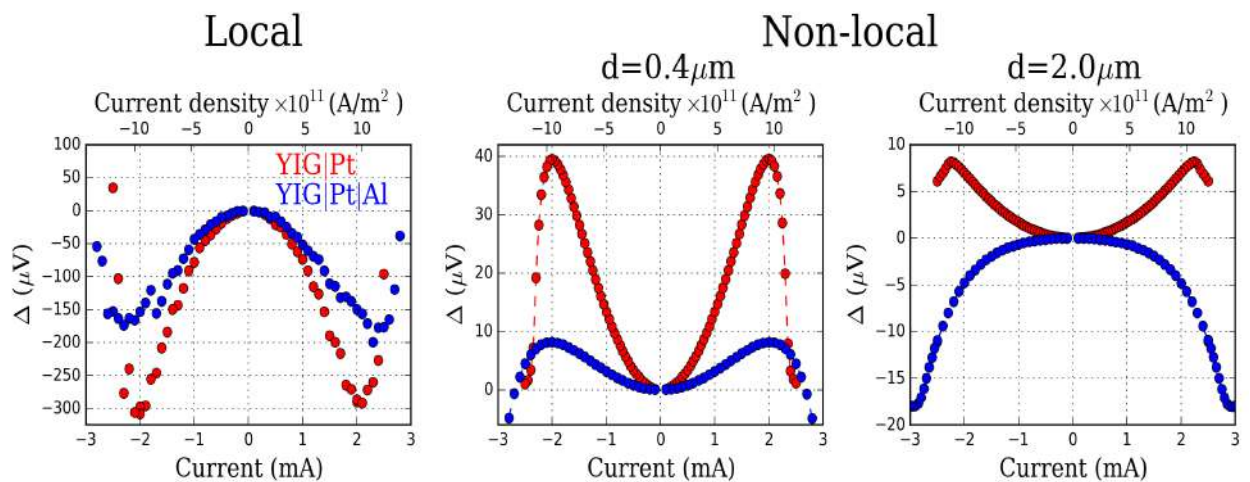 Local
Non-local
d=0.4μm
d=2.0μm
Current density ×10¹¹ (A/m²)
Current density ×10¹¹ (A/m²)
Current density ×10¹¹ (A/m²)
−10 −5 0 5 10
−10 −5 0 5 10
−10 −5 0 5 10
YIG|Pt
YIG|Pt|Al
Δ (μV)
100
50
0
−50
−100
−150
−200
−250
−300
−3 −2 −1 0 1 2 3
Current (mA)
Δ (μV)
40
30
20
10
0
−3 −2 −1 0 1 2 3
Current (mA)
Δ (μV)
10
5
0
−5
−10
−15
−20
−3 −2 −1 0 1 2 3
Current (mA)